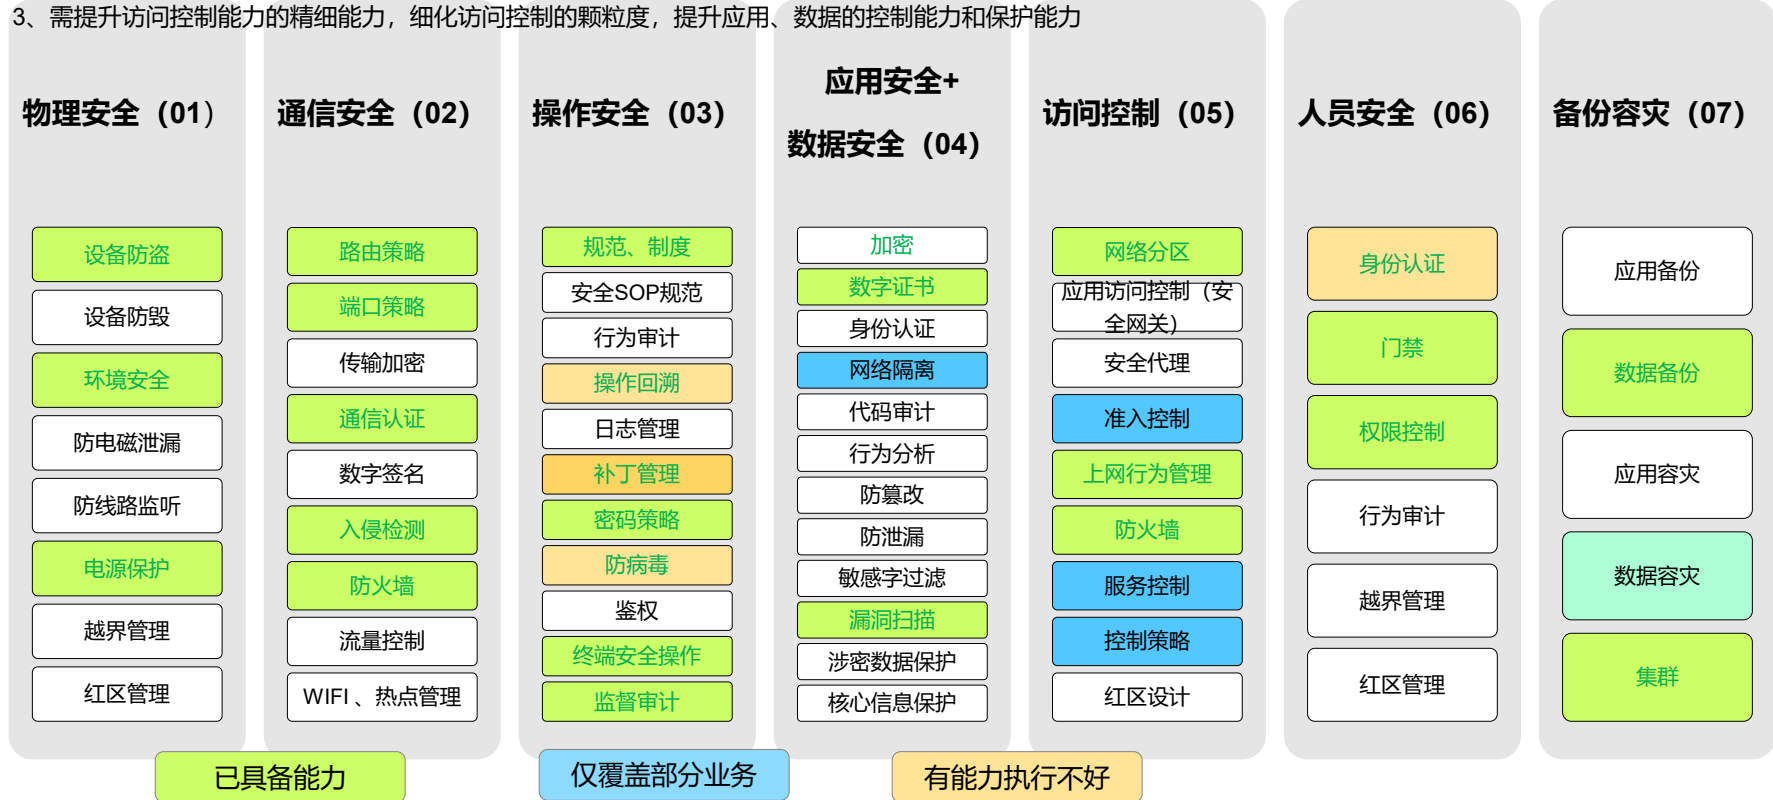 3、需提升访问控制能力的精细能力，细化访问控制的颗粒度，提升应用、数据的控制能力和保护能力
物理安全（01）
设备防盗
设备防毁
环境安全
防电磁泄漏
防线路监听
电源保护
越界管理
红区管理
通信安全（02）
路由策略
端口策略
传输加密
通信认证
数字签名
入侵检测
防火墙
流量控制
WIFI 、热点管理
操作安全（03）
规范、制度
安全SOP规范
行为审计
操作回溯
日志管理
补丁管理
密码策略
防病毒
鉴权
终端安全操作
监督审计
应用安全+
数据安全（04）
加密
数字证书
身份认证
网络隔离
代码审计
行为分析
防篡改
防泄漏
敏感字过滤
漏洞扫描
涉密数据保护
核心信息保护
访问控制（05）
网络分区
应用访问控制（安
全网关）
安全代理
准入控制
上网行为管理
防火墙
服务控制
控制策略
红区设计
人员安全（06）
身份认证
门禁
权限控制
行为审计
越界管理
红区管理
备份容灾（07）
应用备份
数据备份
应用容灾
数据容灾
集群
已具备能力
仅覆盖部分业务
有能力执行不好